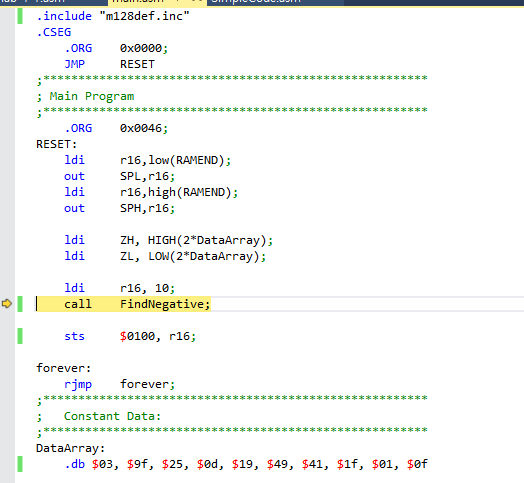 main.asm SimpleCode.asm
.include "m128def.inc"
.CSEG
.ORG 0x0000;
JMP RESET
;*******************************************************
; Main Program
;*******************************************************
.ORG 0x0046;
RESET:
ldi r16,low(RAMEND);
out SPL,r16;
ldi r16,high(RAMEND);
out SPH,r16;
ldi ZH, HIGH(2*DataArray);
ldi ZL, LOW(2*DataArray);
ldi r16, 10;
call FindNegative;
sts $0100, r16;
forever:
rjmp forever;
;*******************************************************
; Constant Data:
;*******************************************************
DataArray:
.db $03, $9f, $25, $0d, $19, $49, $41, $1f, $01, $0f